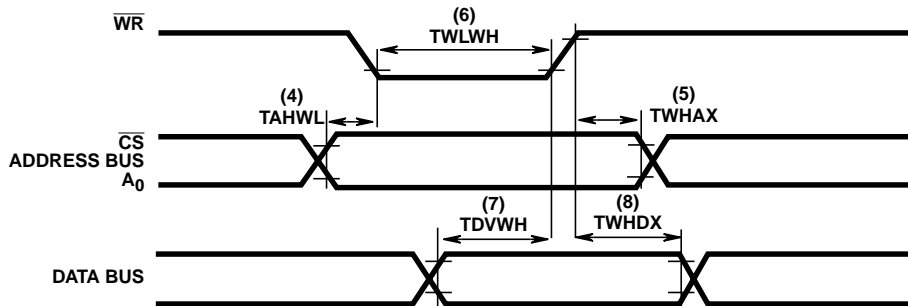 WR
(6)
TWLWH
(4)
TAHWL
(5)
TWHAX
CS
ADDRESS BUS
A0
(7)
TDVWH
(8)
TWHDX
DATA BUS